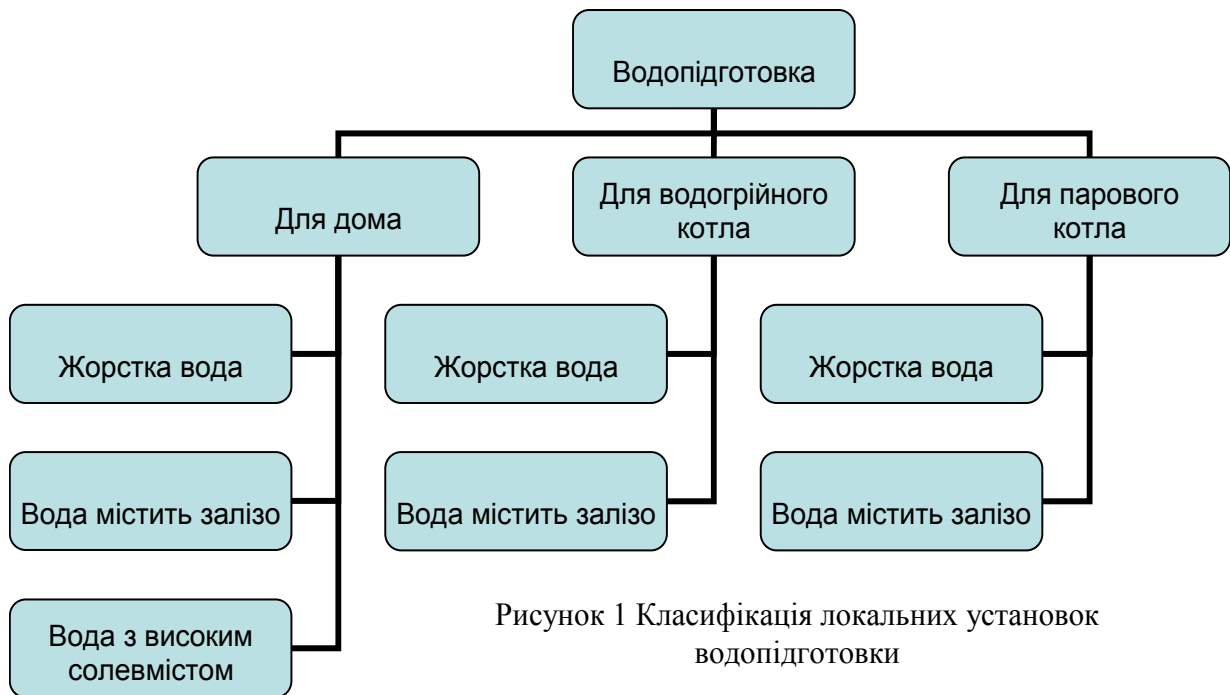 Водопідготовка
Для дома
Для водогрійного
котла
Для парового
котла
Жорстка вода
Жорстка вода
Жорстка вода
Вода містить залізо
Вода містить залізо
Вода містить залізо
Вода з високим
солевмістом
Рисунок 1 Класифікація локальних установок
водопідготовки